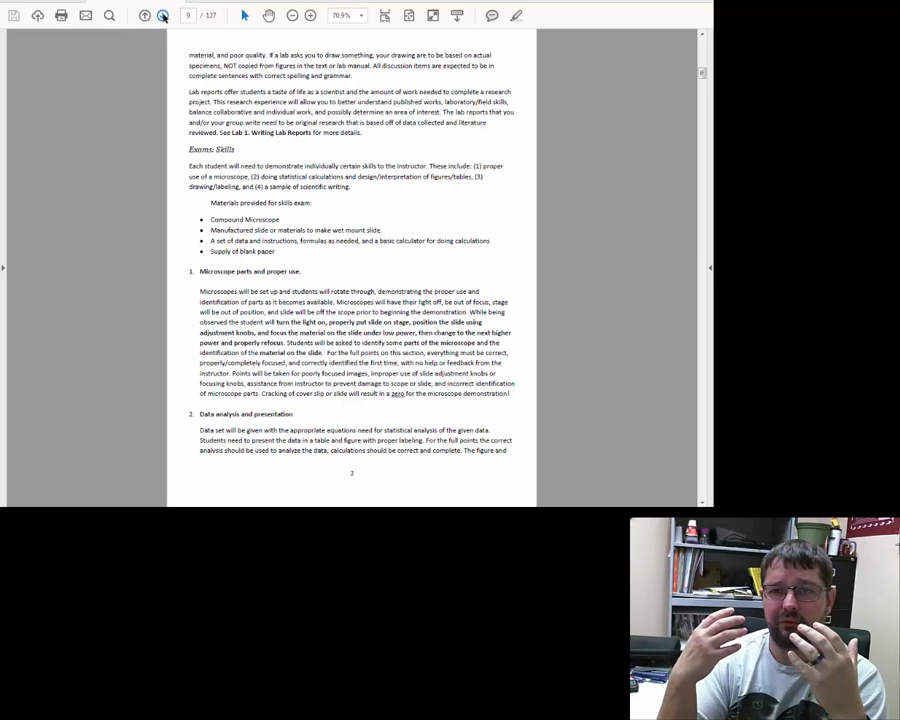 9 / 127 70.9%
material, and poor quality. If a lab asks you to draw something, your drawing are to be based on actual
specimens, NOT copied from figures in the text or lab manual. All discussion items are expected to be in
complete sentences with correct spelling and grammar.
Lab reports offer students a taste of life as a scientist and the amount of work needed to complete a research
project. This research experience will allow you to better understand published works, laboratory/field skills,
balance collaborative and individual work, and possibly determine an area of interest. The lab reports that you
and/or your group write need to be original research that is based off of data collected and literature
reviewed. See Lab 1. Writing Lab Reports for more details.
Exams: Skills
Each student will need to demonstrate individually certain skills to the instructor. These include: (1) proper
use of a microscope, (2) doing statistical calculations and design/interpretation of figures/tables, (3)
drawing/labeling, and (4) a sample of scientific writing.
Materials provided for skills exam:
• Compound Microscope
• Manufactured slide or materials to make wet mount slide.
• A set of data and instructions, formulas as needed, and a basic calculator for doing calculations
• Supply of blank paper
1. Microscope parts and proper use.
Microscopes will be set up and students will rotate through, demonstrating the proper use and
identification of parts as it becomes available. Microscopes will have their light off, be out of focus, stage
will be out of position, and slide will be off the scope prior to beginning the demonstration. While being
observed the student will turn the light on, properly put slide on stage, position the slide using
adjustment knobs, and focus the material on the slide under low power, then change to the next higher
power and properly refocus. Students will be asked to identify some parts of the microscope and the
identification of the material on the slide. For the full points on this section, everything must be correct,
properly/completely focused, and correctly identified the first time, with no help or feedback from the
instructor. Points will be taken for poorly focused images, improper use of slide adjustment knobs or
focusing knobs, assistance from instructor to prevent damage to scope or slide, and incorrect identification
of microscope parts. Cracking of cover slip or slide will result in a zero for the microscope demonstration!
2. Data analysis and presentation
Data set will be given with the appropriate equations need for statistical analysis of the given data.
Students need to present the data in a table and figure with proper labeling. For the full points the correct
analysis should be used to analyze the data, calculations should be correct and complete. The figure and
2